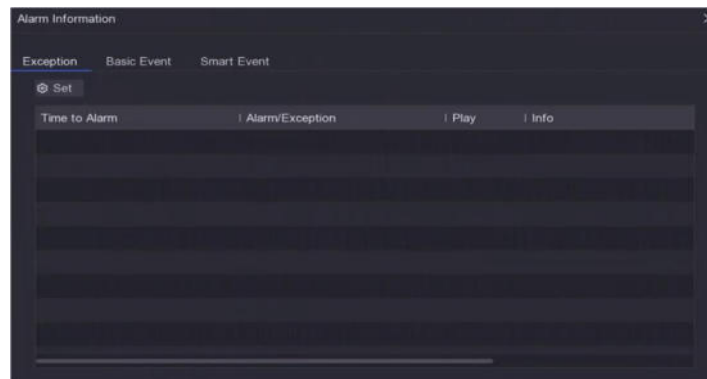 Alarm Information
Exception Basic Event Smart Event
Set
Time to Alarm Alarm/Exception Play Info